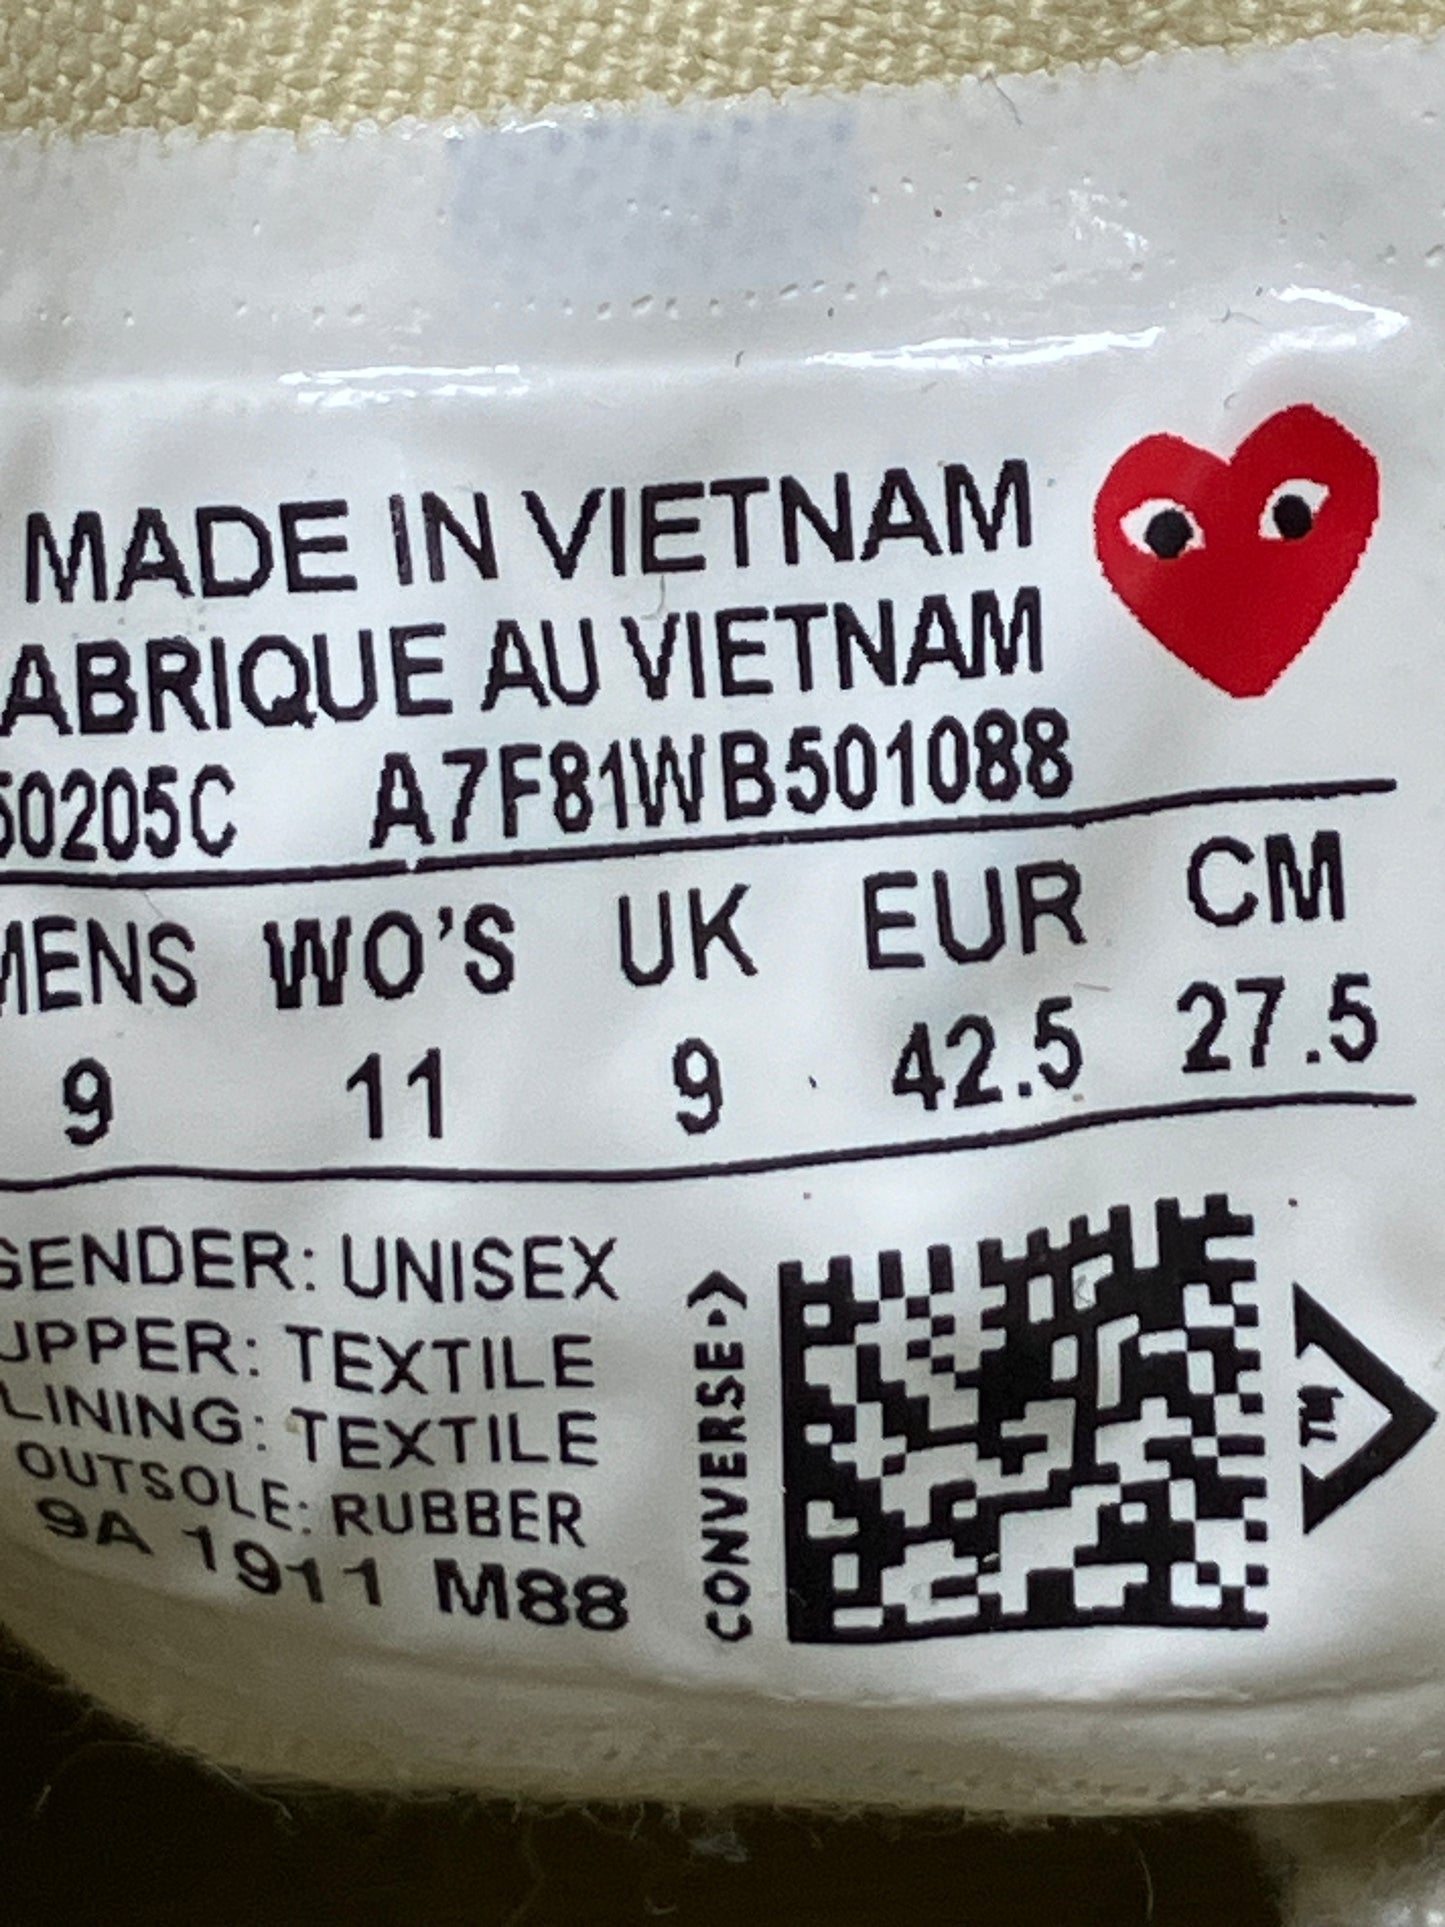 MADE IN VIETNAM
ABRIQUE AU VIETNAM
50205C A7F81WB501088
MENS WO'S UK EUR CM
9 11 9 42.5 27.5
GENDER: UNISEX
UPPER: TEXTILE
LINING: TEXTILE
OUTSOLE: RUBBER
9A 1911 M88
CONVERSE
TM